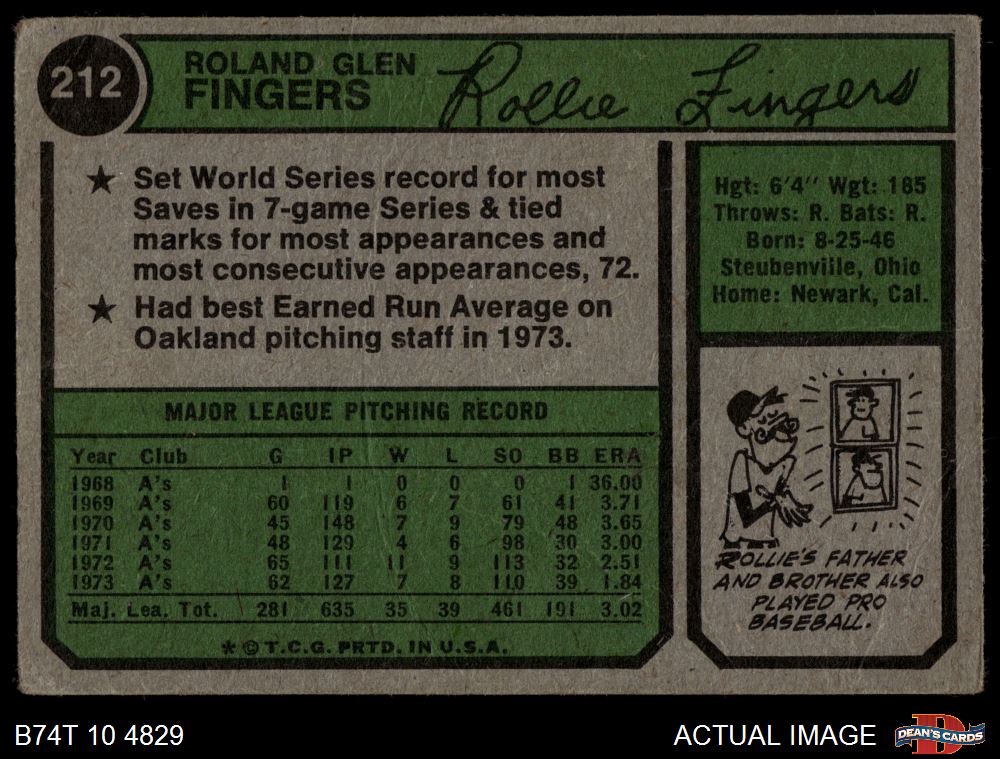 212
ROLAND GLEN
FINGERS
Rollie Fingers
★ Set World Series record for most
Saves in 7-game Series & tied
marks for most appearances and
most consecutive appearances, 72.
★ Had best Earned Run Average on
Oakland pitching staff in 1973.
Hgt: 6'4" Wgt: 185
Throws: R. Bats: R.
Born: 8-25-46
Steubenville, Ohio
Home: Newark, Cal.
MAJOR LEAGUE PITCHING RECORD
Year Club G IP W L SO BB ERA
1968 A's 1 1 0 0 0 1 36.00
1969 A's 60 119 6 7 61 41 3.71
1970 A's 45 148 7 9 79 48 3.65
1971 A's 48 129 4 6 98 30 3.00
1972 A's 65 111 11 9 113 32 2.51
1973 A's 62 127 7 8 110 39 1.84
Maj. Lea. Tot. 281 635 35 39 461 191 3.02
*©T.C.G. PRTD. IN U.S.A.
ROLLIE'S FATHER
AND BROTHER ALSO
PLAYED PRO
BASEBALL.
B74T 10 4829
ACTUAL IMAGE
D
DEAN'S CARDS